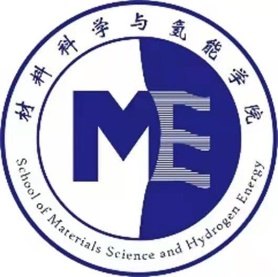 材料科学与氢能学院
ME
School of Materials Science and Hydrogen Energy